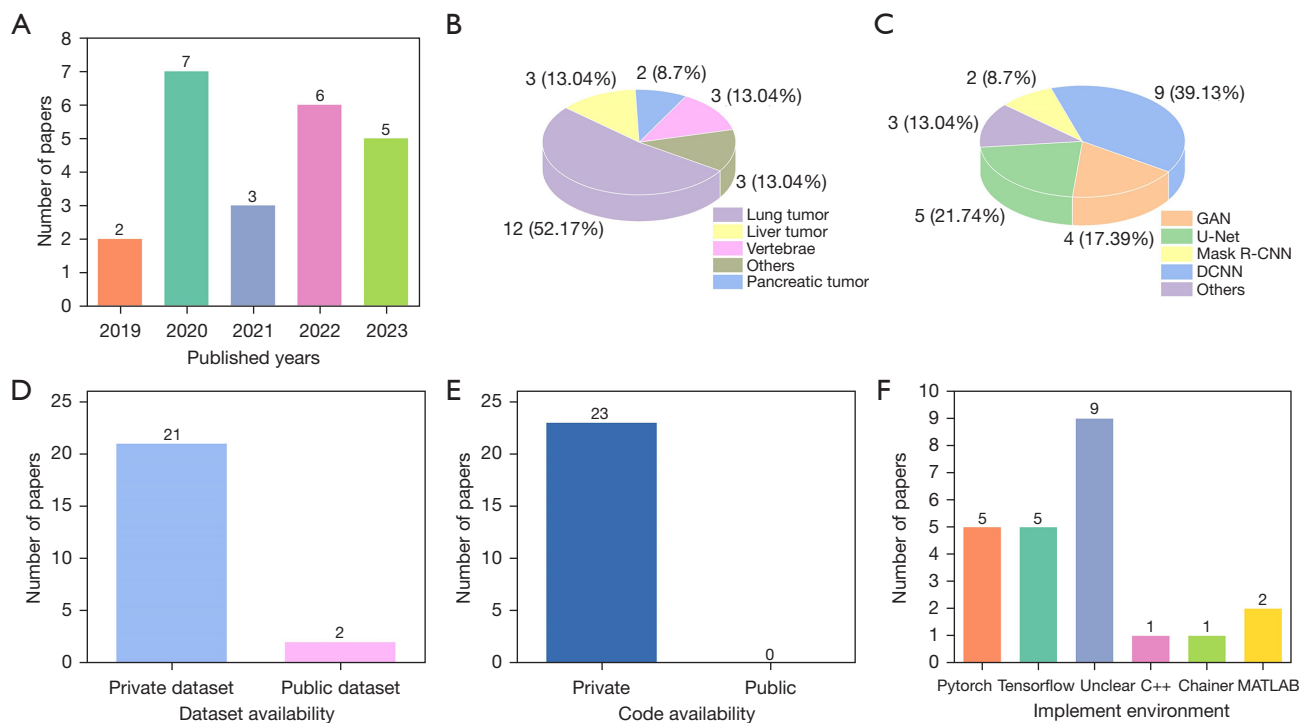 A
Number of papers
8
7
6
5
4
3
2
1
0
2
7
3
6
5
2019 2020 2021 2022 2023
Published years
B
3 (13.04%)
2 (8.7%)
3 (13.04%)
3 (13.04%)
12 (52.17%)
Lung tumor
Liver tumor
Vertebrae
Others
Pancreatic tumor
C
2 (8.7%)
9 (39.13%)
3 (13.04%)
5 (21.74%)
4 (17.39%)
GAN
U-Net
Mask R-CNN
DCNN
Others
D
Number of papers
25
20
15
10
5
0
21
2
Private dataset Public dataset
Dataset availability
E
Number of papers
25
20
15
10
5
0
23
0
Private Public
Code availability
F
Number of papers
10
9
8
7
6
5
4
3
2
1
0
5
5
9
1
1
2
Pytorch Tensorflow Unclear C++ Chainer MATLAB
Implement environment